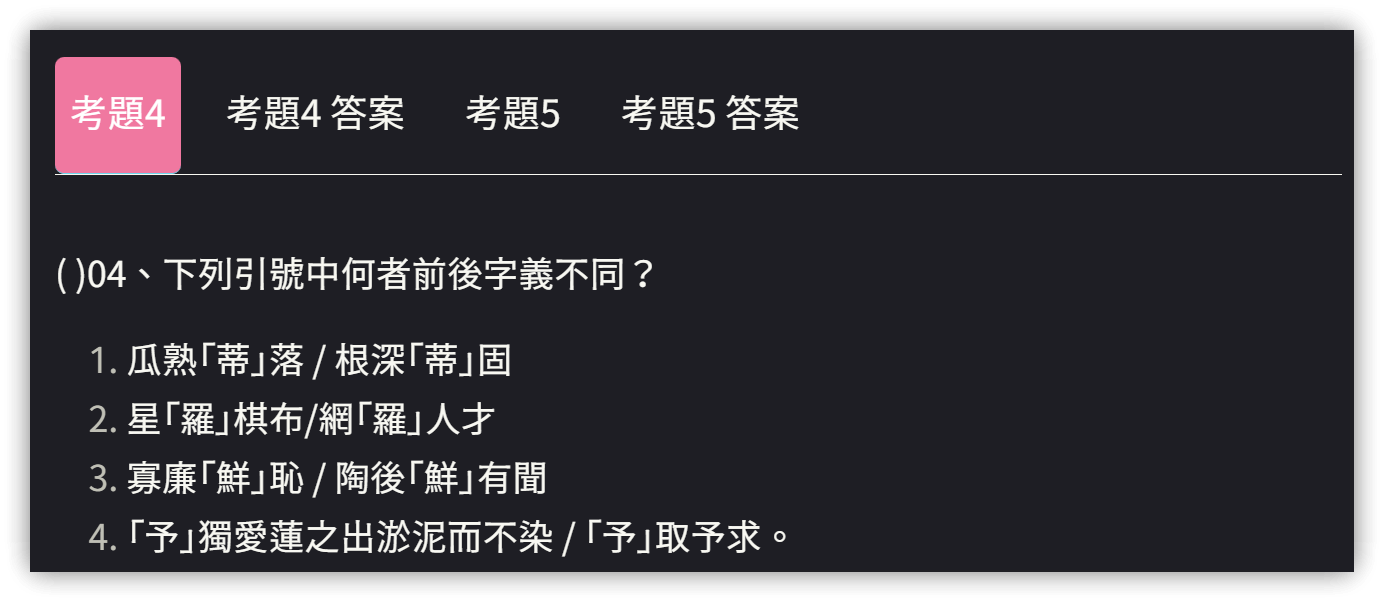 考題4 考題4 答案 考題5 考題5 答案
( )04、下列引號中何者前後字義不同？
1. 瓜熟「蒂」落 / 根深「蒂」固
2. 星「羅」棋布/網「羅」人才
3. 寡廉「鮮」恥 / 陶後「鮮」有聞
4. 「予」獨愛蓮之出淤泥而不染 / 「予」取予求。